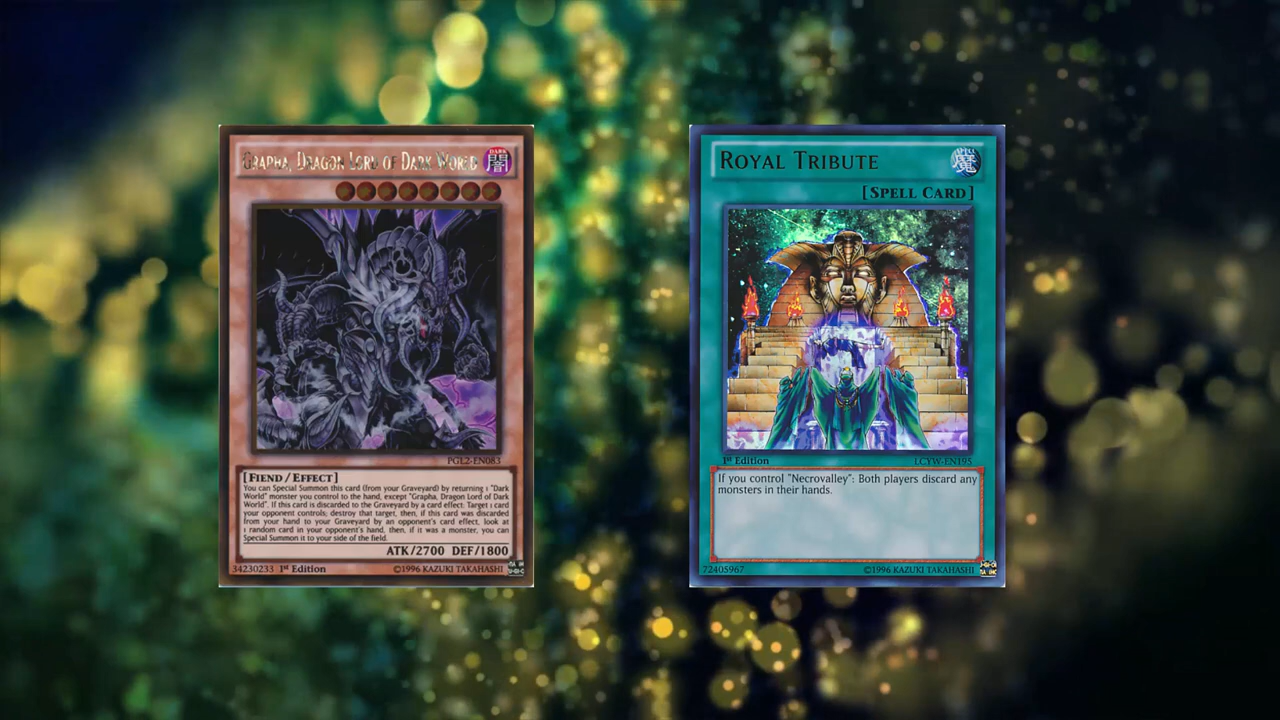 GRAPHA, DRAGON LORD OF DARK WORLD
DARK
闇
PGL2-EN083
[FIEND/EFFECT]
You can Special Summon this card (from your Graveyard) by returning 1 "Dark
World" monster you control to the hand, except "Grapha, Dragon Lord of Dark
World". If this card is discarded to the Graveyard by a card effect: Target 1 card
your opponent controls; destroy that target, then, if this card was discarded
from your hand to your Graveyard by an opponent's card effect, look at
1 random card in your opponent's hand, then, if it was a monster, you can
Special Summon it to your side of the field.
ATK/2700 DEF/1800
34230233 1st Edition ©1996 KAZUKI TAKAHASHI
ROYAL TRIBUTE
SPELL
魔
[SPELL CARD]
1st Edition LCYW-EN195
If you control "Necrovalley": Both players discard any
monsters in their hands.
72405967 ©1996 KAZUKI TAKAHASHI